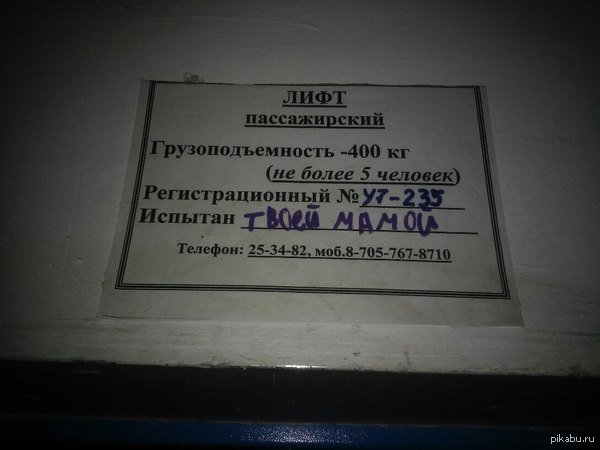 ЛИФТ
пассажирский
Грузоподъемность -400 кг
(не более 5 человек)
Регистрационный № У7-235
Испытан твоей мамой
Телефон: 25-34-82, моб.8-705-767-8710
pikabu.ru